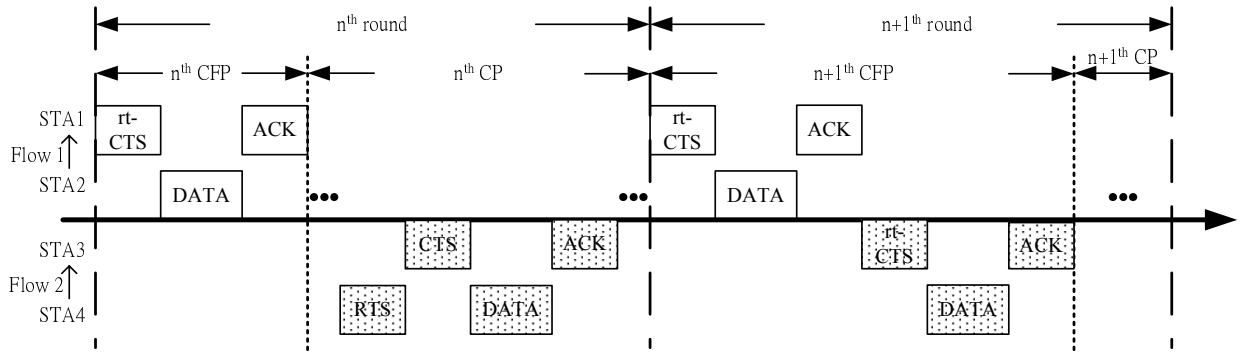 nth round
n+1th round
nth CFP
nth CP
n+1th CFP
n+1th CP
STA1
rt-
CTS
ACK
rt-
CTS
ACK
Flow 1
STA2
DATA
•••
•••
DATA
•••
STA3
CTS
ACK
rt-
CTS
ACK
Flow 2
STA4
RTS
DATA
DATA